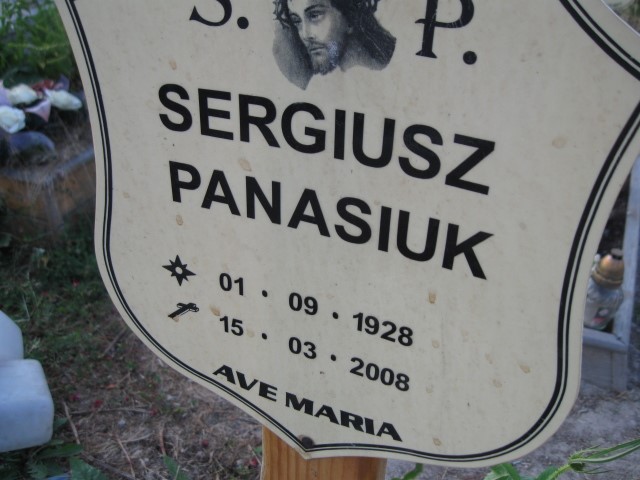 S. P.
SERGIUSZ
PANASIUK
01 · 09 · 1928
15 · 03 · 2008
AVE MARIA